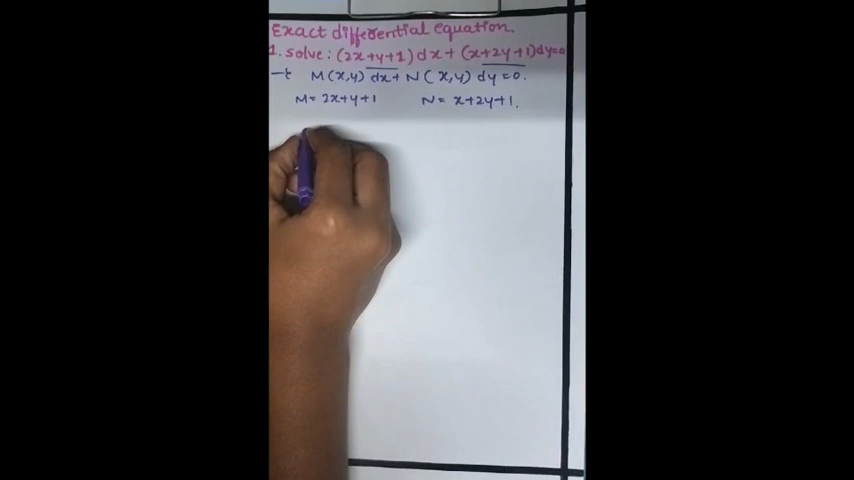 Exact differential equation.
1. solve: (2x+y+1)dx+(x+2y+1)dy=0
M(x,y) dx+ N(x,y) dy=0.
M= 2x+y+1 N= x+2y+1.